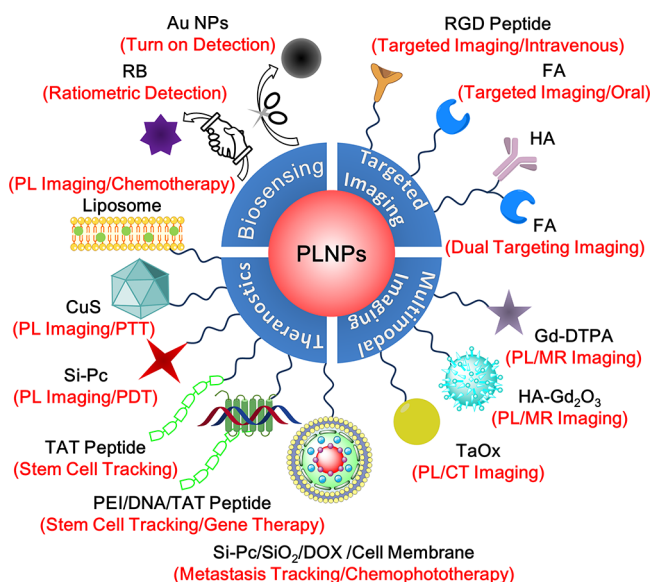 Au NPs
(Turn on Detection)
RB
(Ratiometric Detection)
RGD Peptide
(Targeted Imaging/Intravenous)
FA
(Targeted Imaging/Oral)
HA
FA
(Dual Targeting Imaging)
(PL Imaging/Chemotherapy)
Liposome
CuS
(PL Imaging/PTT)
Si-Pc
(PL Imaging/PDT)
TAT Peptide
(Stem Cell Tracking)
PEI/DNA/TAT Peptide
(Stem Cell Tracking/Gene Therapy)
Si-Pc/SiO₂/DOX /Cell Membrane
(Metastasis Tracking/Chemophototherapy)
Gd-DTPA
(PL/MR Imaging)
HA-Gd₂O₃
(PL/MR Imaging)
TaOx
(PL/CT Imaging)
Biosensing
Targeted
Imaging
PLNPs
Theranostics
Multimodal
Imaging